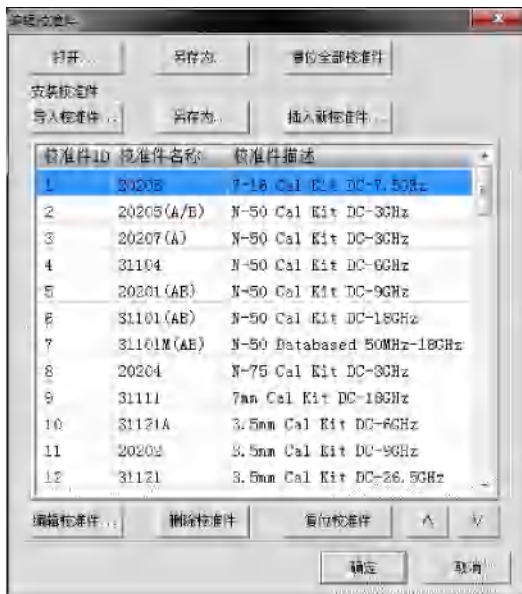 编辑校准件
打开... 另存为... 复位全部校准件
安装校准件
导入校准件... 另存为... 插入新校准件...
校准件ID 校准件名称 校准件描述
1 7-16 Cal Kit DC-7.5GHz
2 20205(A/B) N-50 Cal Kit DC-3GHz
3 20207(A) N-50 Cal Kit DC-3GHz
4 31104 N-50 Cal Kit DC-6GHz
5 20201(AB) N-50 Cal Kit DC-9GHz
6 31101(AB) N-50 Cal Kit DC-18GHz
7 31101M(AB) N-50 Databased 50MHz-18GHz
8 20204 N-75 Cal Kit DC-3GHz
9 31111 7mm Cal Kit DC-18GHz
10 31121A 3.5mm Cal Kit DC-6GHz
11 20202 3.5mm Cal Kit DC-9GHz
12 31121 3.5mm Cal Kit DC-26.5GHz
编辑校准件... 删除校准件 复位校准件 ∧ ∨
确定 取消